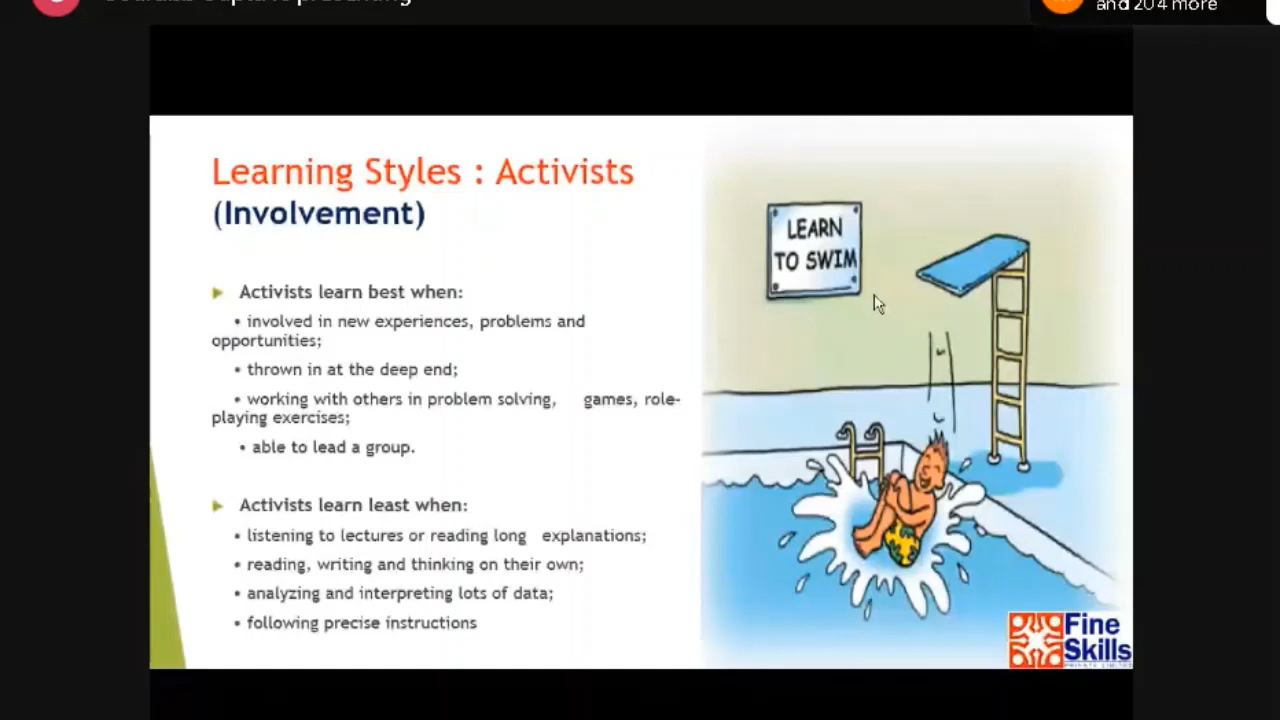 and 204 more
Learning Styles : Activists
(Involvement)
▶ Activists learn best when:
• involved in new experiences, problems and
opportunities;
• thrown in at the deep end;
• working with others in problem solving, games, role-
playing exercises;
• able to lead a group.
▶ Activists learn least when:
• listening to lectures or reading long explanations;
• reading, writing and thinking on their own;
• analyzing and interpreting lots of data;
• following precise instructions
LEARN
TO SWIM
Fine
Skills
PRIVATE LIMITED